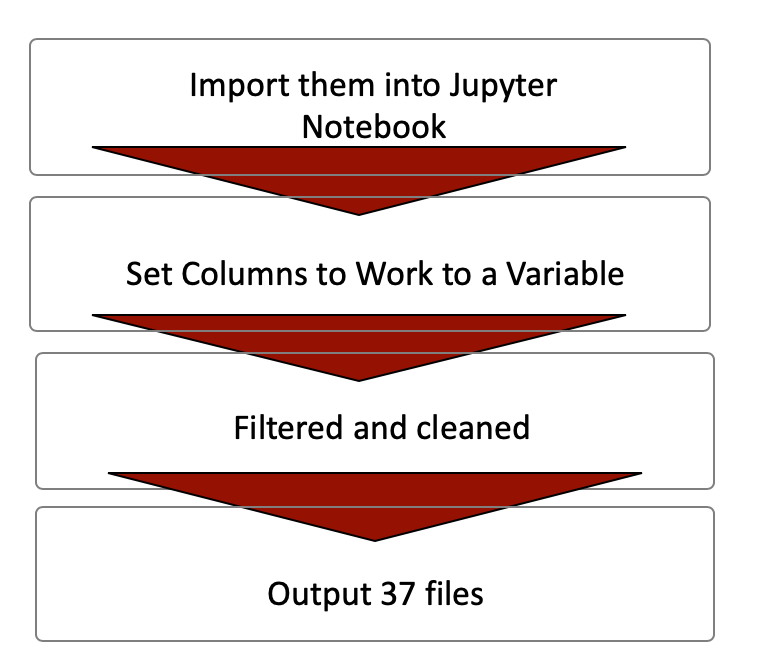 Import them into Jupyter
Notebook
Set Columns to Work to a Variable
Filtered and cleaned
Output 37 files